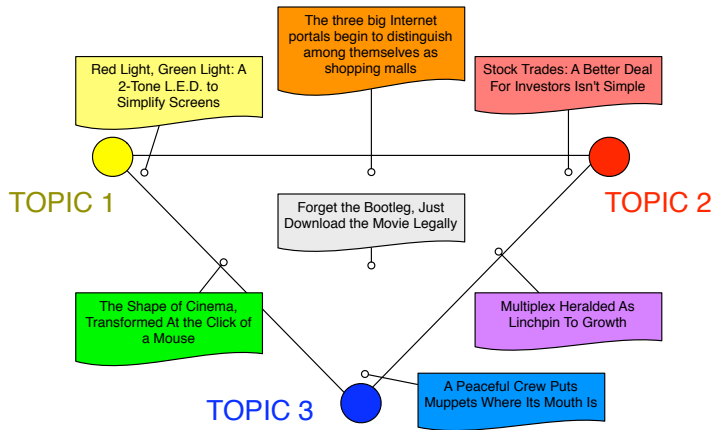 The three big Internet
portals begin to distinguish
among themselves as
shopping malls
Red Light, Green Light: A
2-Tone L.E.D. to
Simplify Screens
Stock Trades: A Better Deal
For Investors Isn't Simple
TOPIC 1
TOPIC 2
Forget the Bootleg, Just
Download the Movie Legally
The Shape of Cinema,
Transformed At the Click of
a Mouse
Multiplex Heralded As
Linchpin To Growth
TOPIC 3
A Peaceful Crew Puts
Muppets Where Its Mouth Is